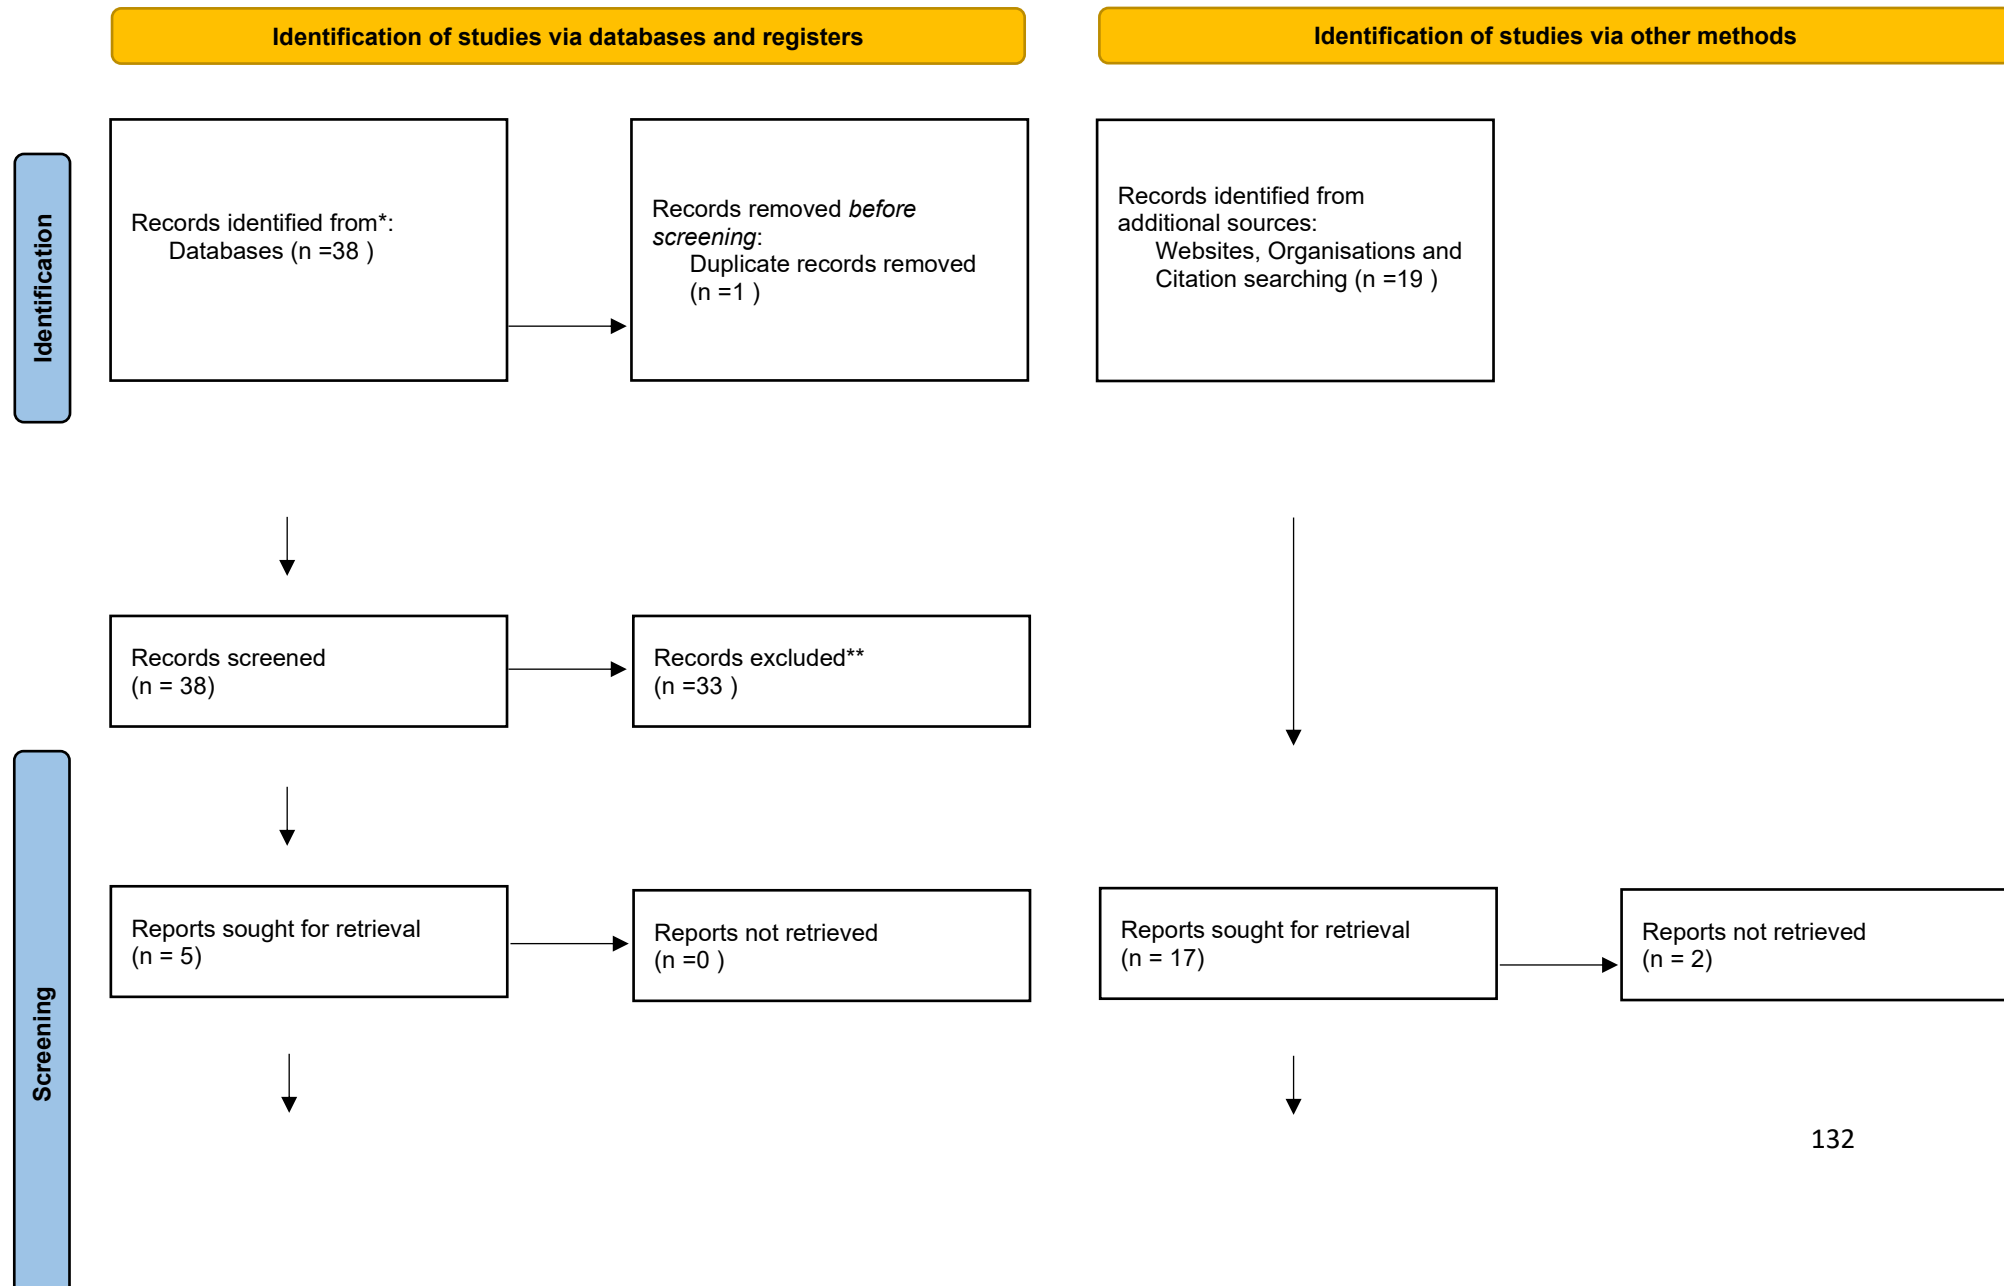 Identification of studies via databases and registers
Identification of studies via other methods
Identification
Records identified from*:
Databases (n =38 )
Records removed before
screening:
Duplicate records removed
(n =1 )
Records identified from
additional sources:
Websites, Organisations and
Citation searching (n =19 )
Records screened
(n = 38)
Records excluded**
(n =33 )
Screening
Reports sought for retrieval
(n = 5)
Reports not retrieved
(n =0 )
Reports sought for retrieval
(n = 17)
Reports not retrieved
(n = 2)
132